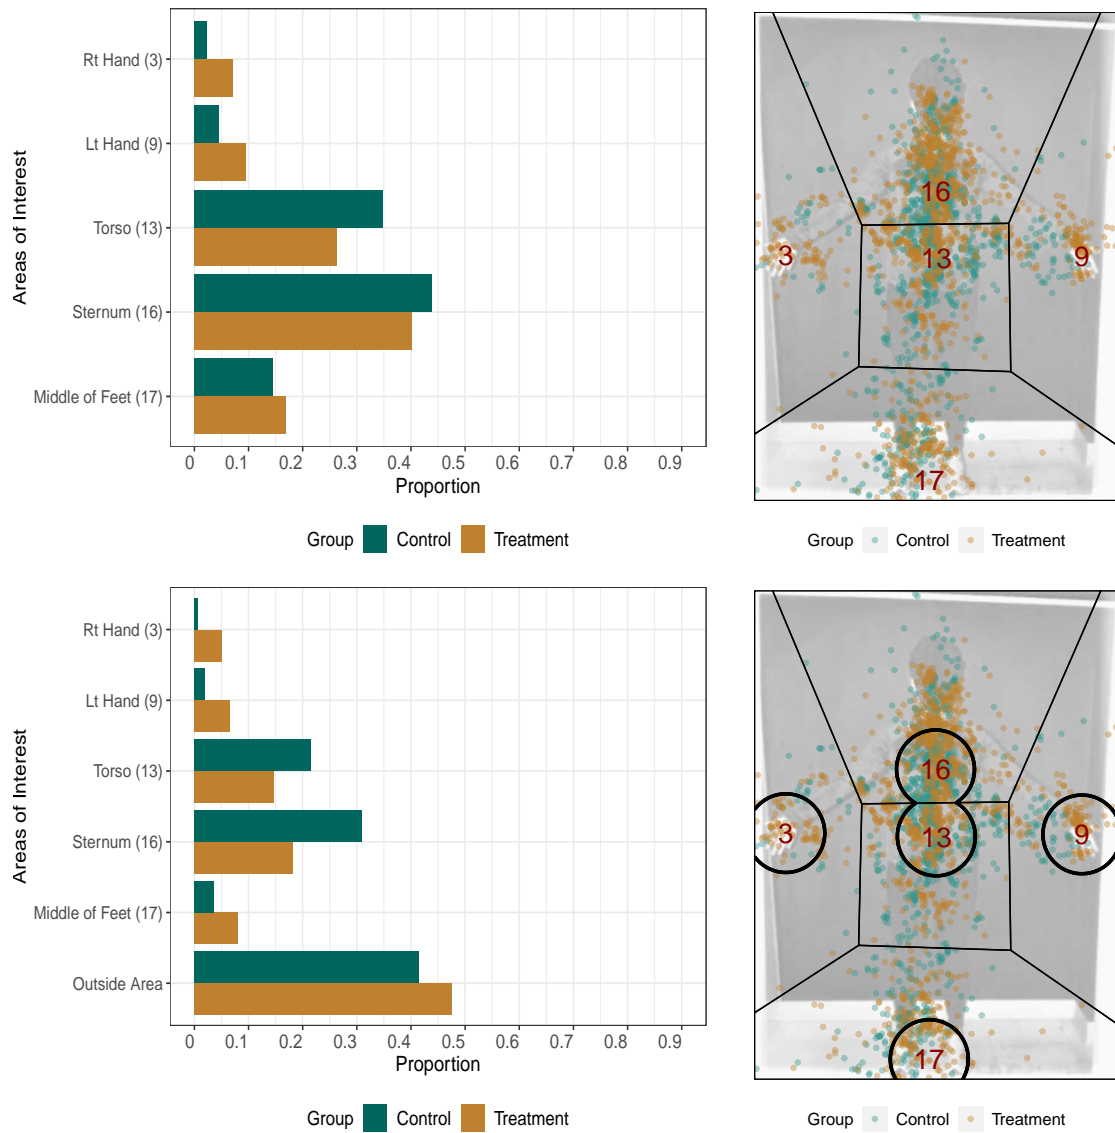 Areas of Interest
Rt Hand (3)
Lt Hand (9)
Torso (13)
Sternum (16)
Middle of Feet (17)
0 0.1 0.2 0.3 0.4 0.5 0.6 0.7 0.8 0.9
Proportion
Group Control Treatment
16
3 13 9
17
Group Control Treatment
Areas of Interest
Rt Hand (3)
Lt Hand (9)
Torso (13)
Sternum (16)
Middle of Feet (17)
Outside Area
0 0.1 0.2 0.3 0.4 0.5 0.6 0.7 0.8 0.9
Proportion
Group Control Treatment
16
3 13 9
17
Group Control Treatment